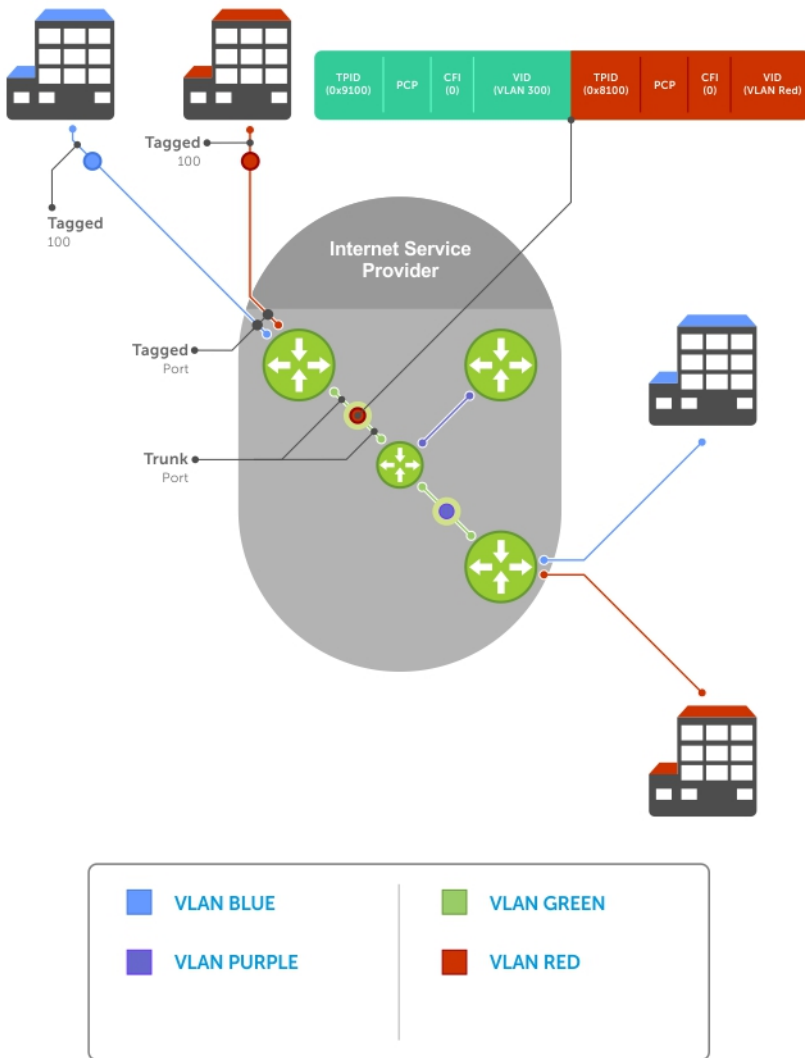 TPID
(0x9100)
PCP
CFI
(0)
VID
(VLAN 300)
TPID
(0x8100)
PCP
CFI
(0)
VID
(VLAN Red)
Tagged
100
Tagged
100
Internet Service
Provider
Tagged
Port
Trunk
Port
VLAN BLUE
VLAN GREEN
VLAN PURPLE
VLAN RED